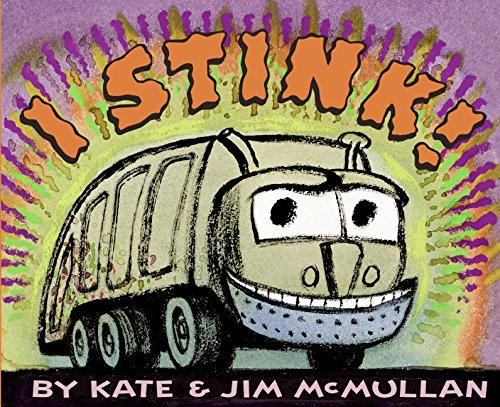 I STINK!
BY KATE & JIM McMULLAN